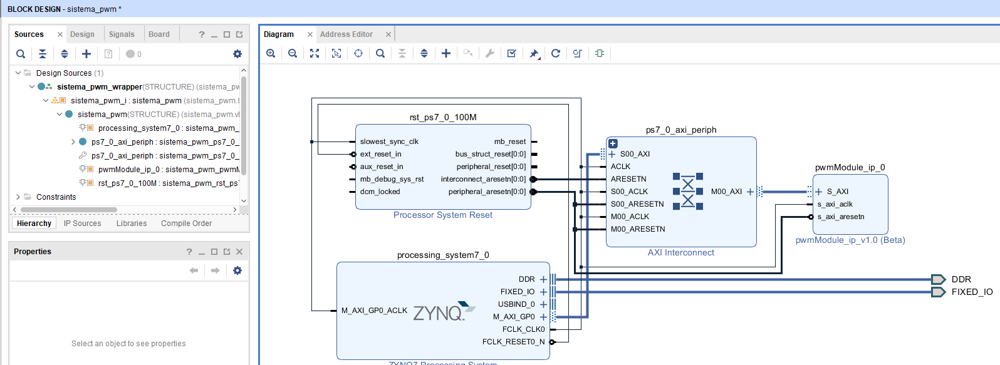 BLOCK DESIGN - sistema_pwm *
Sources
Design
Signals
Board
0
Design Sources (1)
sistema_pwm_wrapper(STRUCTURE) (sistema_pw
sistema_pwm_i : sistema_pwm (sistema_pwm.b
sistema_pwm(STRUCTURE) (sistema_pwm.vh
processing_system7_0 : sistema_pwm_
ps7_0_axi_periph : sistema_pwm_ps7_0_
ps7_0_axi_periph : sistema_pwm_ps7_0_
pwmModule_ip_0 : sistema_pwm_pwmM
rst_ps7_0_100M : sistema_pwm_rst_ps7
Constraints
Hierarchy
IP Sources
Libraries
Compile Order
Properties
Select an object to see properties
Diagram
Address Editor
rst_ps7_0_100M
slowest_sync_clk
ext_reset_in
aux_reset_in
mb_debug_sys_rst
dcm_locked
mb_reset
bus_struct_reset[0:0]
peripheral_reset[0:0]
interconnect_aresetn[0:0]
peripheral_aresetn[0:0]
Processor System Reset
ps7_0_axi_periph
S00_AXI
ACLK
ARESETN
S00_ACLK
S00_ARESETN
M00_ACLK
M00_ARESETN
M00_AXI
AXI Interconnect
pwmModule_ip_0
S_AXI
s_axi_aclk
s_axi_aresetn
pwmModule_ip_v1.0 (Beta)
processing_system7_0
M_AXI_GP0_ACLK
ZYNQ
DDR
FIXED_IO
USBIND_0
M_AXI_GP0
FCLK_CLK0
FCLK_RESET0_N
ZYNQ7 Processing System
DDR
FIXED_IO